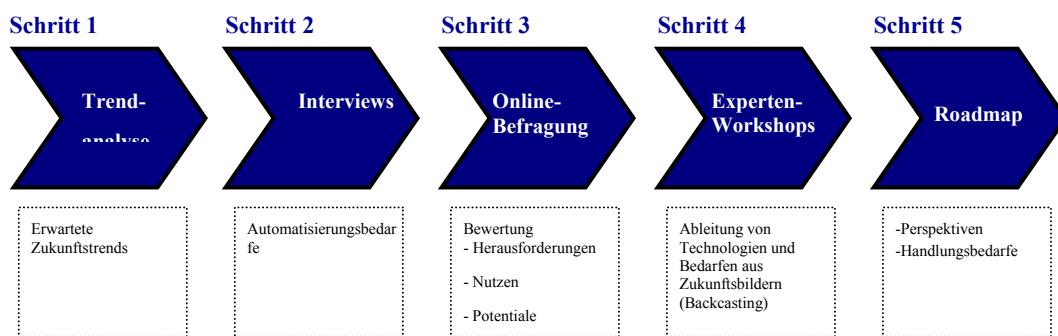 Schritt 1
Schritt 2
Schritt 3
Schritt 4
Schritt 5
Trend-
analyse
Interviews
Online-
Befragung
Experten-
Workshops
Roadmap
Erwartete
Zukunftstrends
Automatisierungsbedar
fe
Bewertung
- Herausforderungen
- Nutzen
- Potentiale
Ableitung von
Technologien und
Bedarfen aus
Zukunftsbildern
(Backcasting)
-Perspektiven
-Handlungsbedarfe